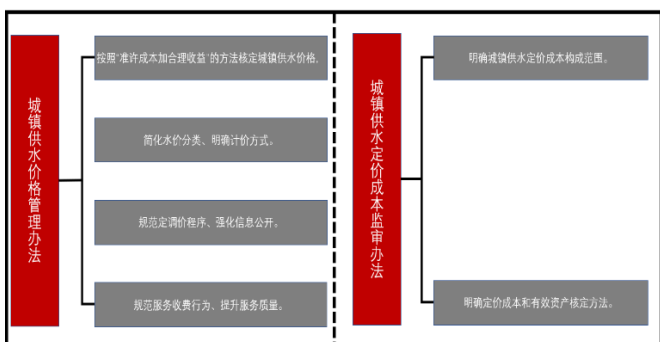 城镇供水价格管理办法
按照“准许成本加合理收益”的方法核定城镇供水价格.
简化水价分类、明确计价方式。
规范定调价程序、强化信息公开。
规范服务收费行为、提升服务质量。
城镇供水定价成本监审办法
明确城镇供水定价成本构成范围。
明确定价成本和有效资产核定方法。